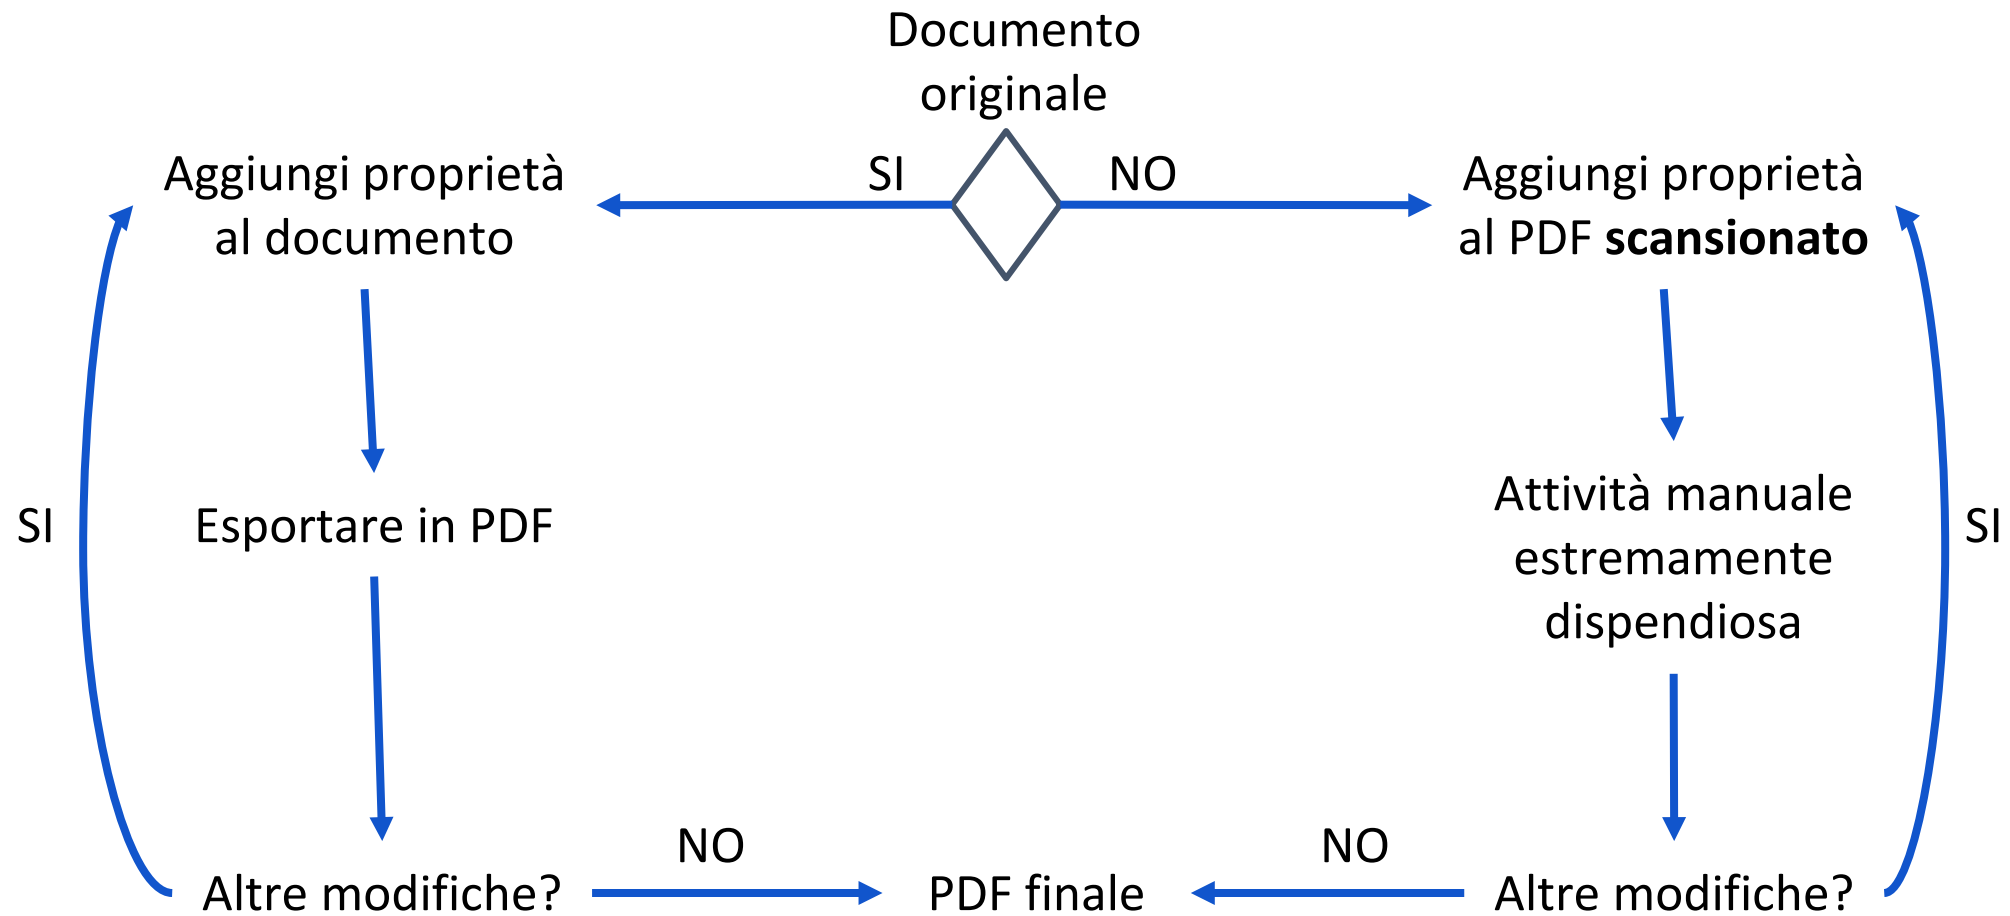 Documento
originale
SI
NO
Aggiungi proprietà
al documento
Aggiungi proprietà
al PDF scansionato
SI
Esportare in PDF
Attività manuale
estremamente
dispendiosa
SI
NO
NO
Altre modifiche?
PDF finale
Altre modifiche?